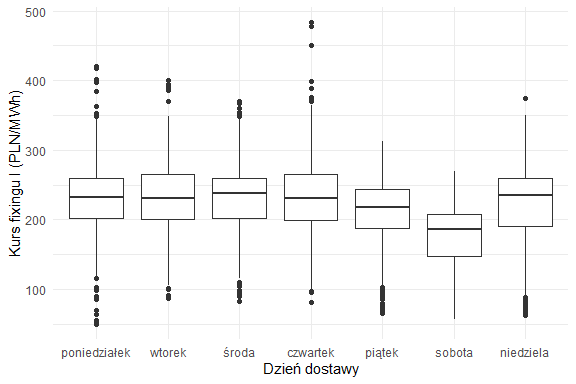 500
400
300
200
100
Kurs fixingu I (PLN/MWh)
poniedziałek wtorek środa czwartek piątek sobota niedziela
Dzień dostawy